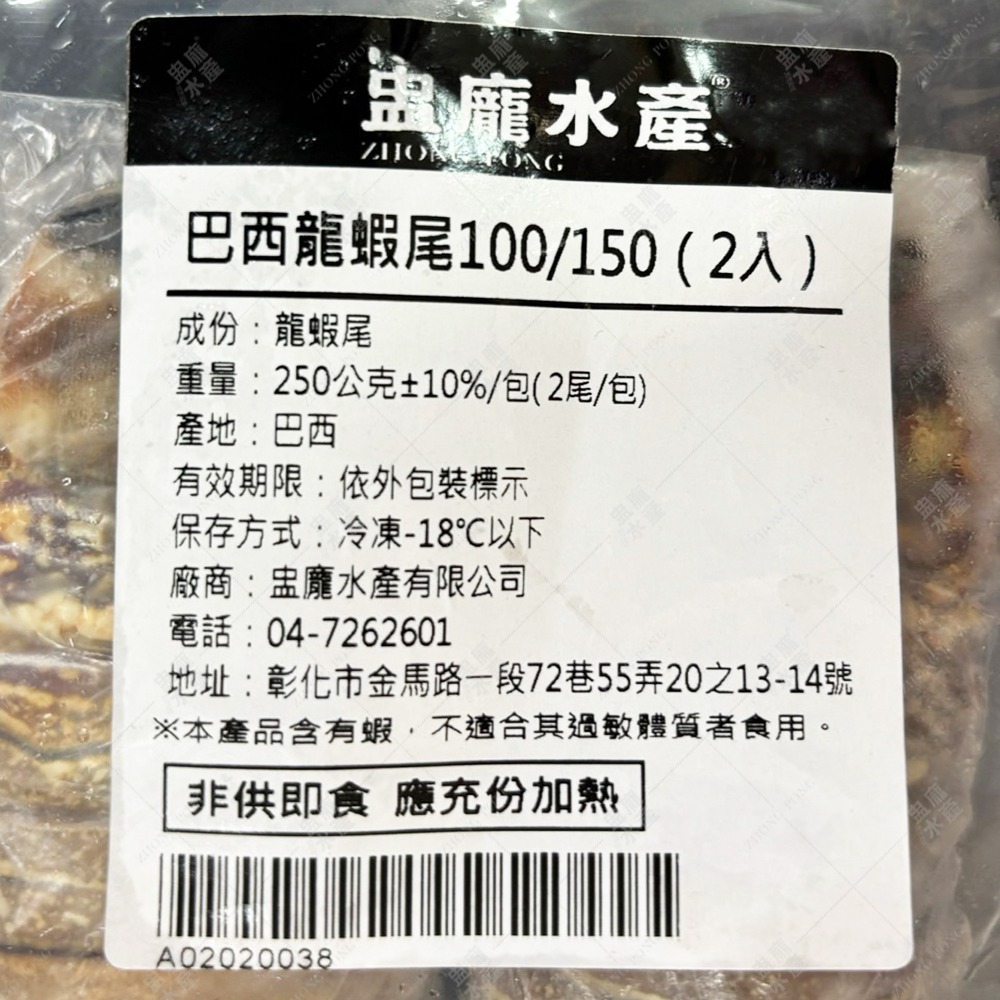 盅龐水產®
ZHONG PONG
巴西龍蝦尾100/150（2入）
成份：龍蝦尾
重量：250公克±10%/包(2尾/包)
產地：巴西
有效期限：依外包裝標示
保存方式：冷凍-18℃以下
廠商：盅龐水產有限公司
電話：04-7262601
地址：彰化市金馬路一段72巷55弄20之13-14號
※本產品含有蝦，不適合其過敏體質者食用。
非供即食 應充份加熱
A02020038